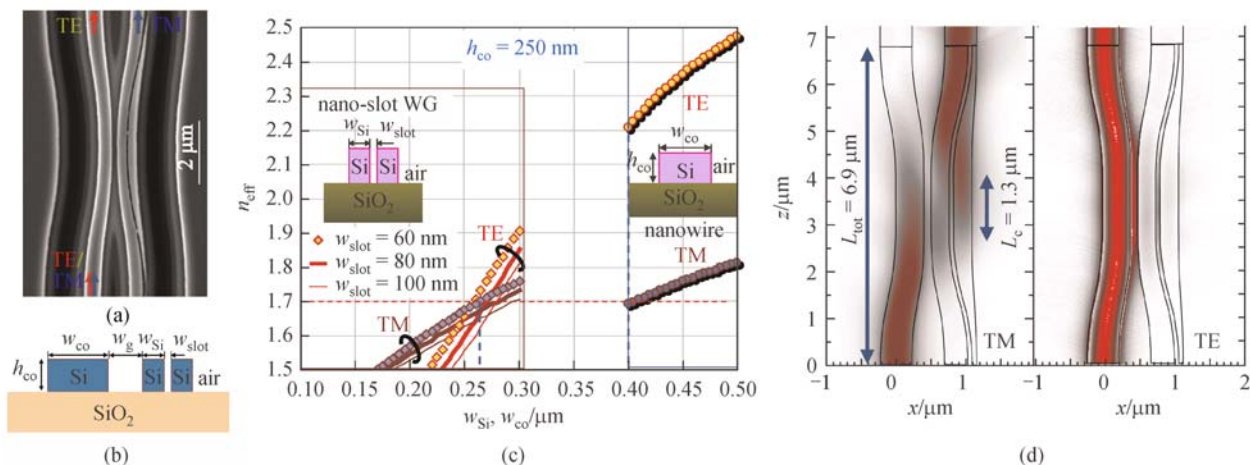 TE
TM
2 μm
TE/
TM
(a)
w_co
w_g
w_Si
w_slot
h_co
Si
Si
Si
air
SiO₂
(b)
2.5
2.4
2.3
2.2
2.1
2.0
1.9
1.8
1.7
1.6
1.5
n_eff
h_co = 250 nm
nano-slot WG
w_Si
w_slot
Si
Si
air
SiO₂
w_slot = 60 nm
w_slot = 80 nm
w_slot = 100 nm
TE
TM
TE
w_co
h_co
Si
air
SiO₂
nanowire
TM
0.10
0.15
0.20
0.25
0.30
0.35
0.40
0.45
0.50
w_Si, w_co/μm
(c)
7
6
5
4
3
2
1
0
z/μm
L_tot = 6.9 μm
L_c = 1.3 μm
TM
TE
−1
0
1
−1
0
1
2
x/μm
x/μm
(d)